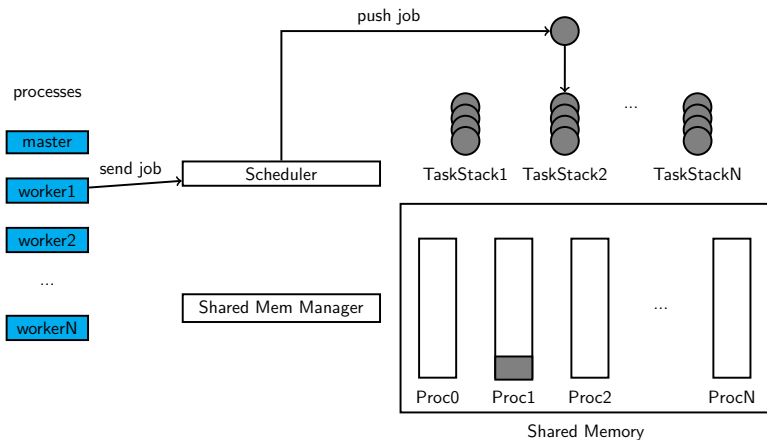 push job
processes
...
master
send job
Scheduler
TaskStack1
TaskStack2
TaskStackN
worker1
worker2
...
Shared Mem Manager
...
workerN
Proc0
Proc1
Proc2
ProcN
Shared Memory